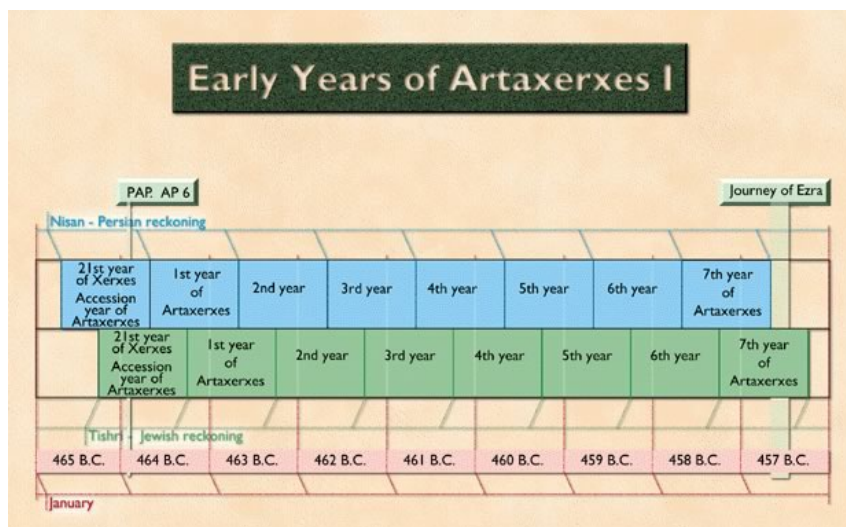 Early Years of Artaxerxes I
PAP. AP 6
Journey of Ezra
Nisan - Persian reckoning
21st year
of Xerxes
Accession
year of
Artaxerxes
1st year
of
Artaxerxes
2nd year
3rd year
4th year
5th year
6th year
7th year
of
Artaxerxes
21st year
of Xerxes
Accession
year of
Artaxerxes
1st year
of
Artaxerxes
2nd year
3rd year
4th year
5th year
6th year
7th year
of
Artaxerxes
Tishri - Jewish reckoning
465 B.C.
464 B.C.
463 B.C.
462 B.C.
461 B.C.
460 B.C.
459 B.C.
458 B.C.
457 B.C.
January